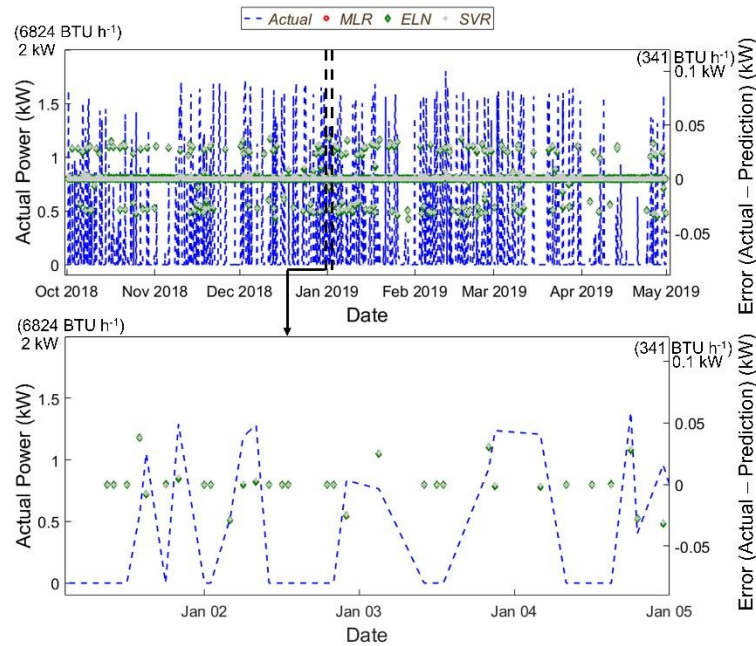 Actual MLR ELN SVR
(6824 BTU h⁻¹)
2 kW
(341 BTU h⁻¹)
0.1 kW
1.5
1
0.5
0
0.05
0
-0.05
Actual Power (kW)
Error (Actual – Prediction) (kW)
Oct 2018 Nov 2018 Dec 2018 Jan 2019 Feb 2019 Mar 2019 Apr 2019 May 2019
Date
(6824 BTU h⁻¹)
2 kW
(341 BTU h⁻¹)
0.1 kW
1.5
1
0.5
0
0.05
0
-0.05
Actual Power (kW)
Error (Actual – Prediction) (kW)
Jan 02 Jan 03 Jan 04 Jan 05
Date